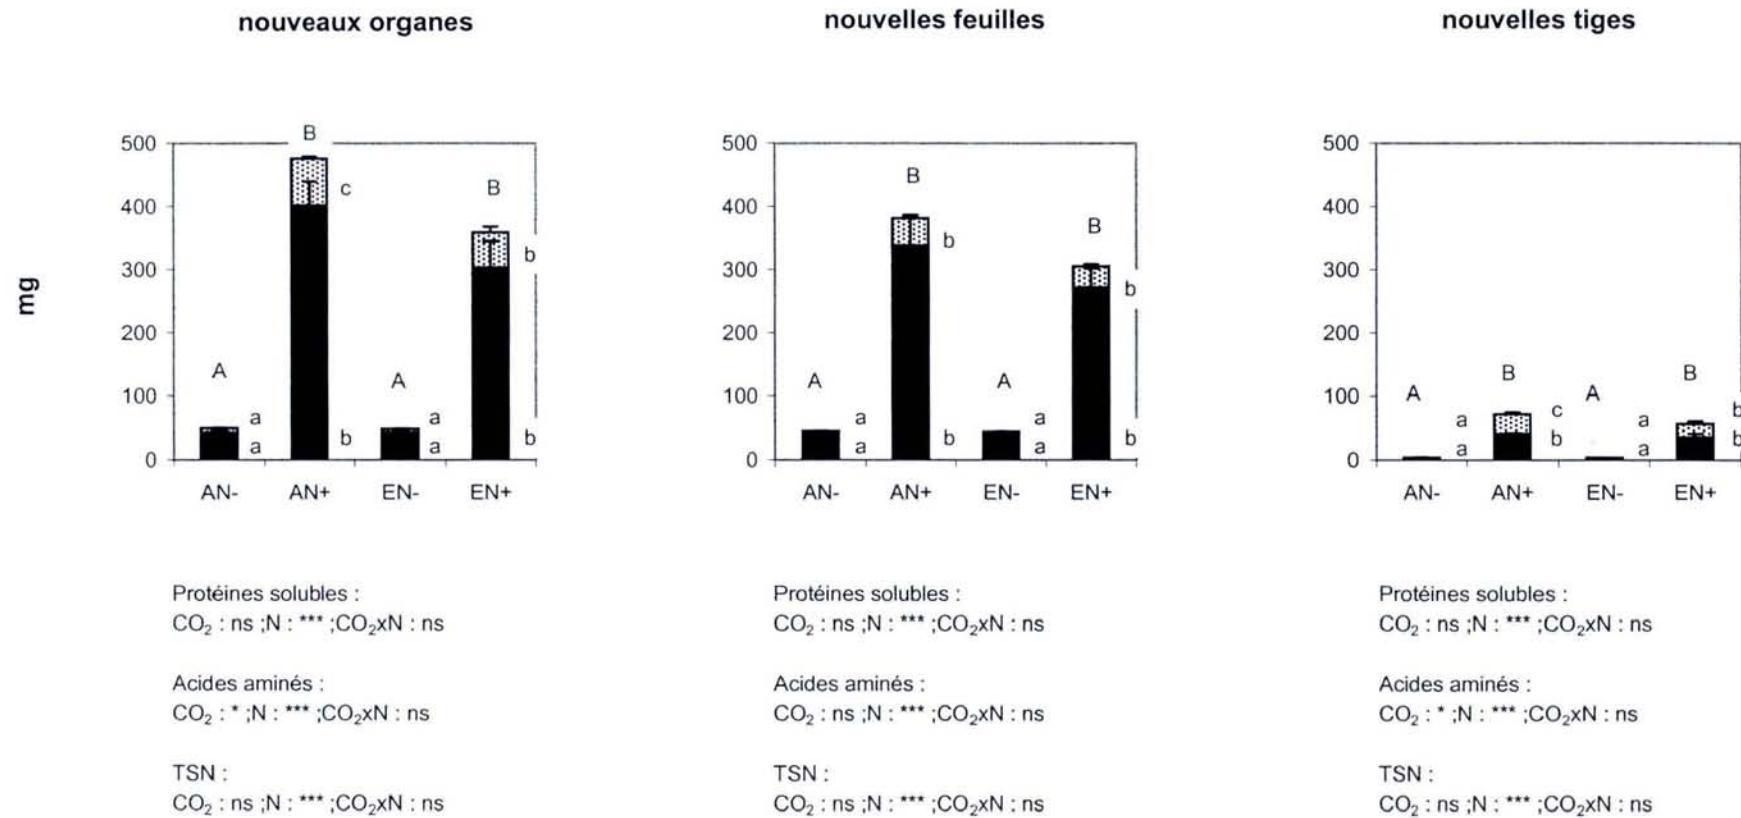 nouveaux organes
nouvelles feuilles
nouvelles tiges
mg
500
400
300
200
100
0
A
B
A
B
c
b
a
a
b
a
a
b
AN- AN+ EN- EN+
500
400
300
200
100
0
A
B
A
B
b
b
a
a
b
a
a
b
AN- AN+ EN- EN+
500
400
300
200
100
0
A
B
A
B
a
a
c
b
a
a
b
b
AN- AN+ EN- EN+
Protéines solubles :
CO₂ : ns ;N : *** ;CO₂xN : ns
Acides aminés :
CO₂ : * ;N : *** ;CO₂xN : ns
TSN :
CO₂ : ns ;N : *** ;CO₂xN : ns
Protéines solubles :
CO₂ : ns ;N : *** ;CO₂xN : ns
Acides aminés :
CO₂ : ns ;N : *** ;CO₂xN : ns
TSN :
CO₂ : ns ;N : *** ;CO₂xN : ns
Protéines solubles :
CO₂ : ns ;N : *** ;CO₂xN : ns
Acides aminés :
CO₂ : * ;N : *** ;CO₂xN : ns
TSN :
CO₂ : ns ;N : *** ;CO₂xN : ns